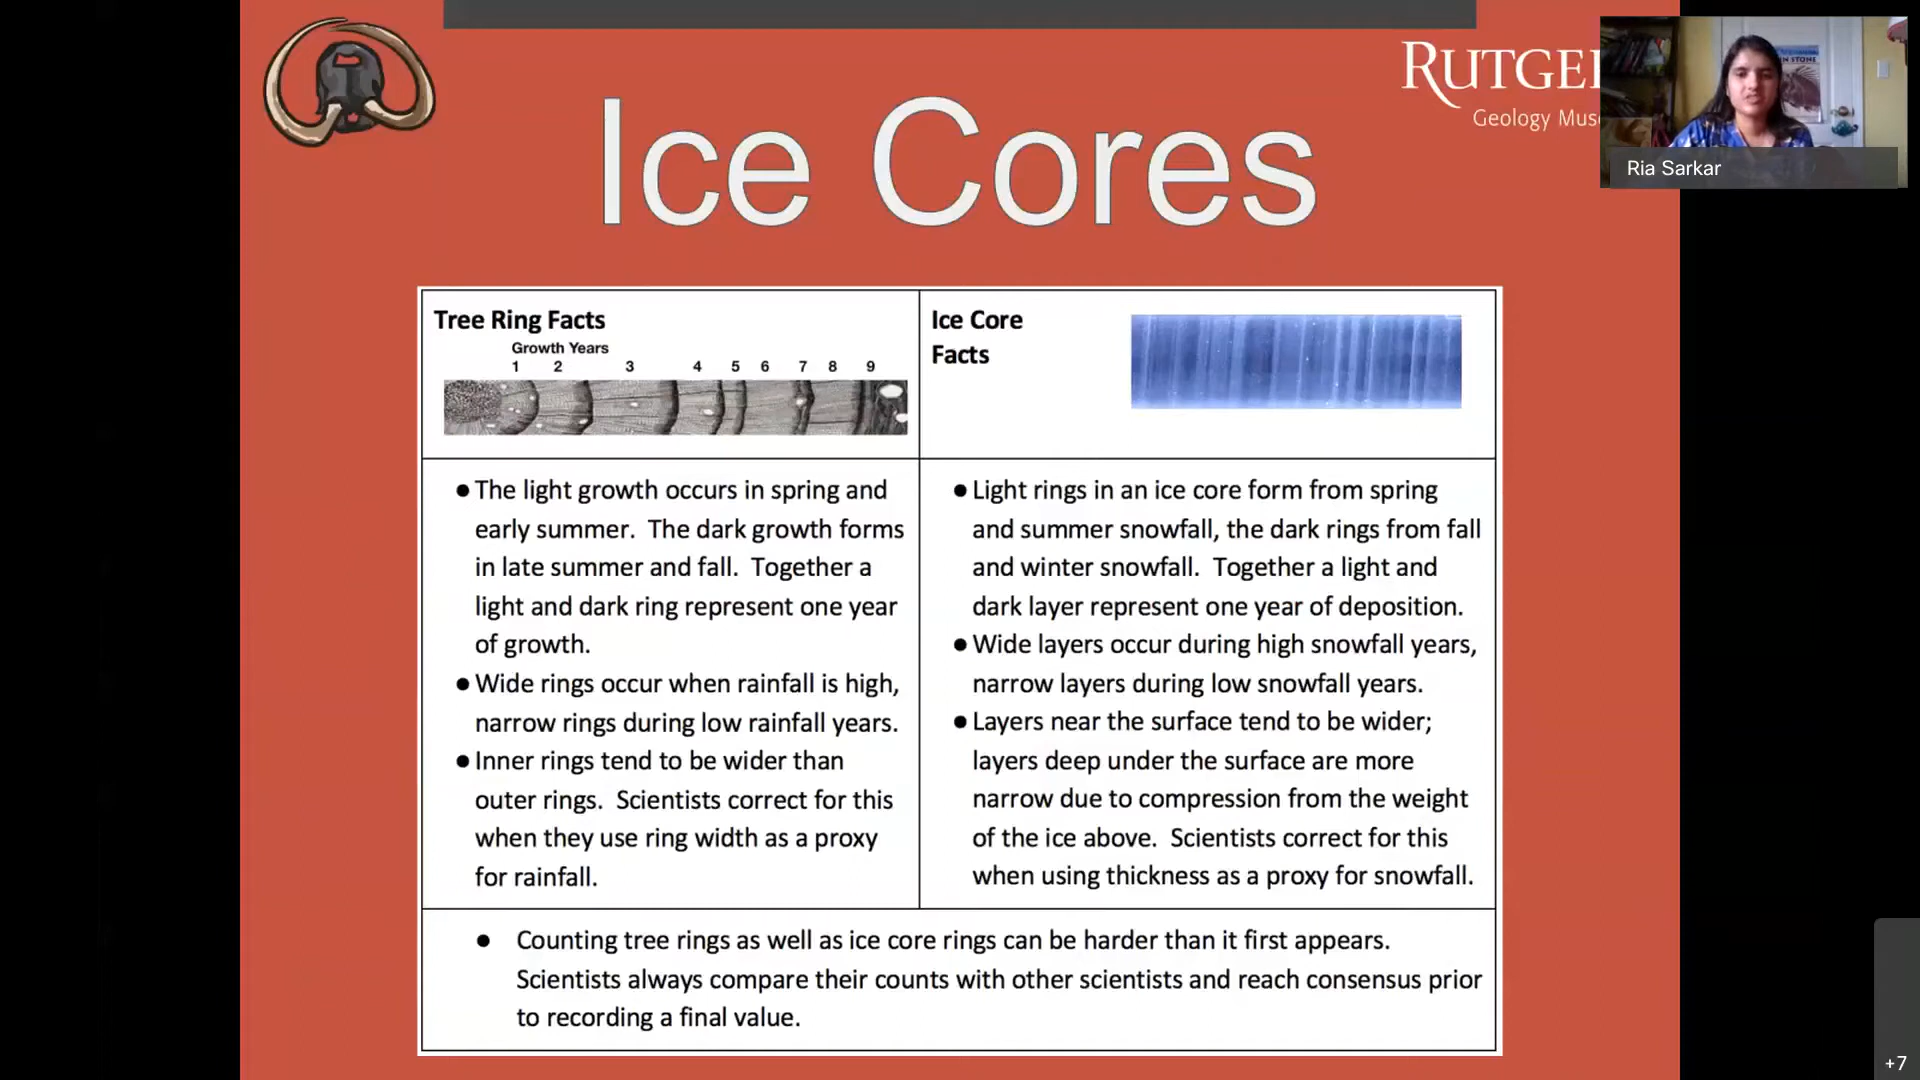 Ice Cores
RUTGE
Geology Mus
Ria Sarkar
Tree Ring Facts
Growth Years
1 2 3 4 5 6 7 8 9
Ice Core
Facts
●The light growth occurs in spring and
early summer. The dark growth forms
in late summer and fall. Together a
light and dark ring represent one year
of growth.
●Wide rings occur when rainfall is high,
narrow rings during low rainfall years.
●Inner rings tend to be wider than
outer rings. Scientists correct for this
when they use ring width as a proxy
for rainfall.
●Light rings in an ice core form from spring
and summer snowfall, the dark rings from fall
and winter snowfall. Together a light and
dark layer represent one year of deposition.
●Wide layers occur during high snowfall years,
narrow layers during low snowfall years.
●Layers near the surface tend to be wider;
layers deep under the surface are more
narrow due to compression from the weight
of the ice above. Scientists correct for this
when using thickness as a proxy for snowfall.
● Counting tree rings as well as ice core rings can be harder than it first appears.
Scientists always compare their counts with other scientists and reach consensus prior
to recording a final value.
+7